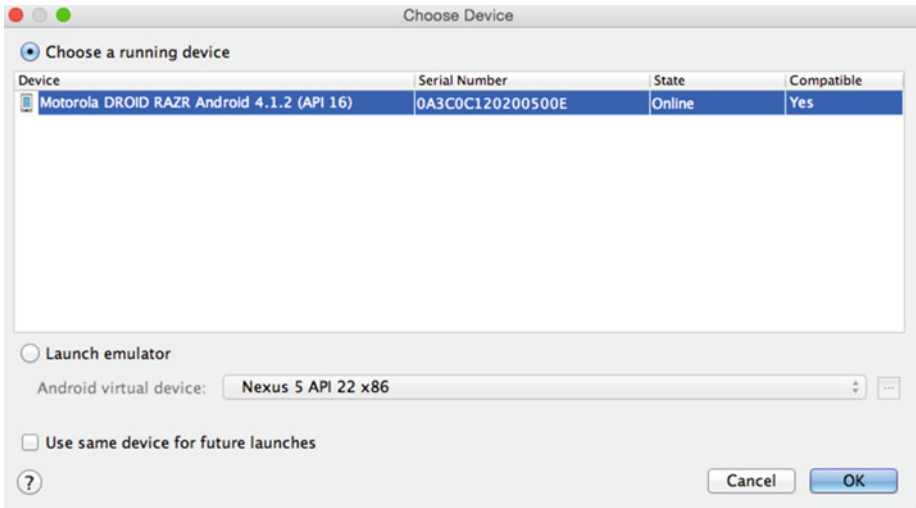 Choose Device
Choose a running device
Device Serial Number State Compatible
Motorola DROID RAZR Android 4.1.2 (API 16) 0A3C0C120200500E Online Yes
Launch emulator
Android virtual device: Nexus 5 API 22 x86 ...
Use same device for future launches
? Cancel OK